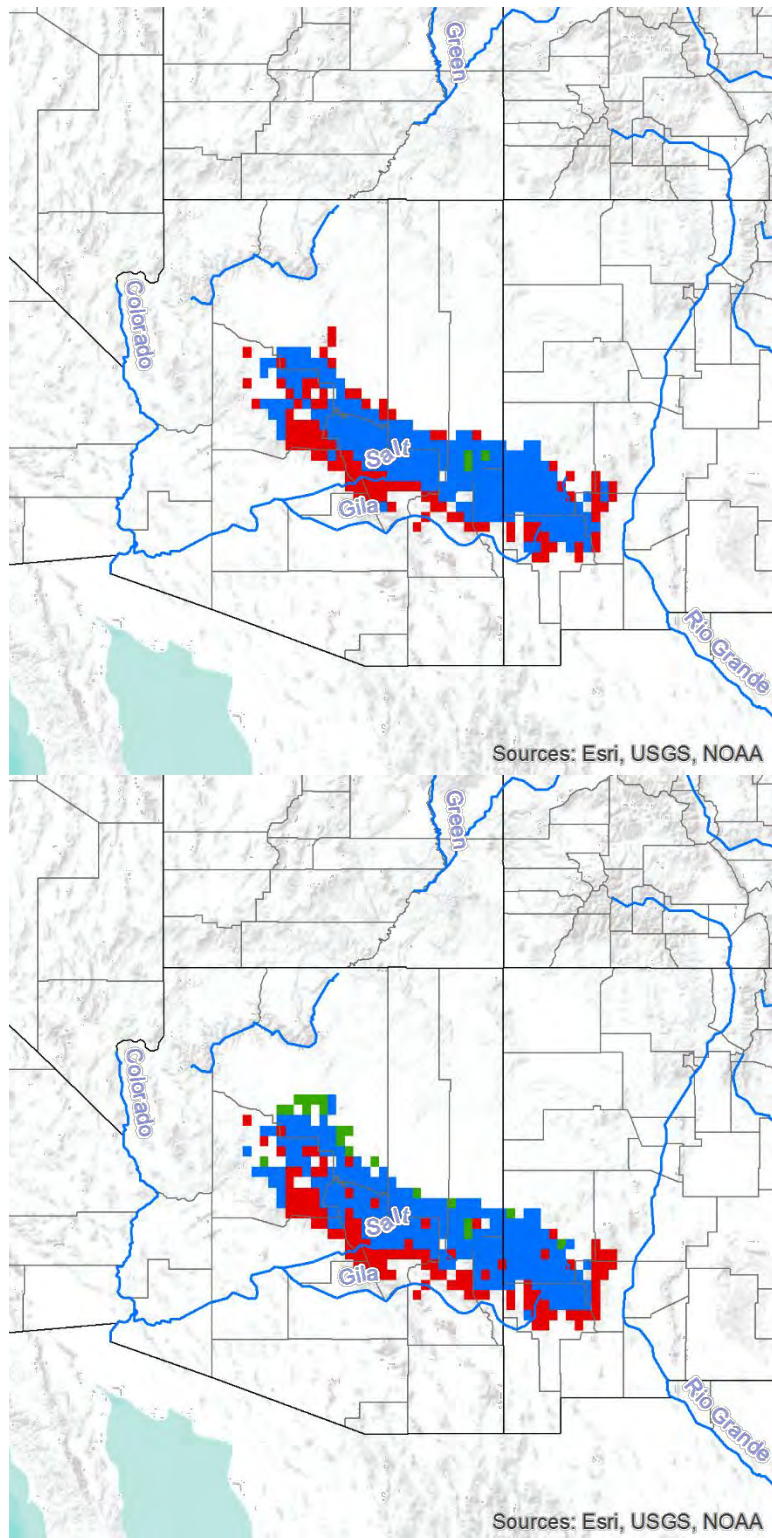 Green
Colorado
Salt
Gila
Rio Grande
Sources: Esri, USGS, NOAA
Green
Colorado
Salt
Gila
Rio Grande
Sources: Esri, USGS, NOAA